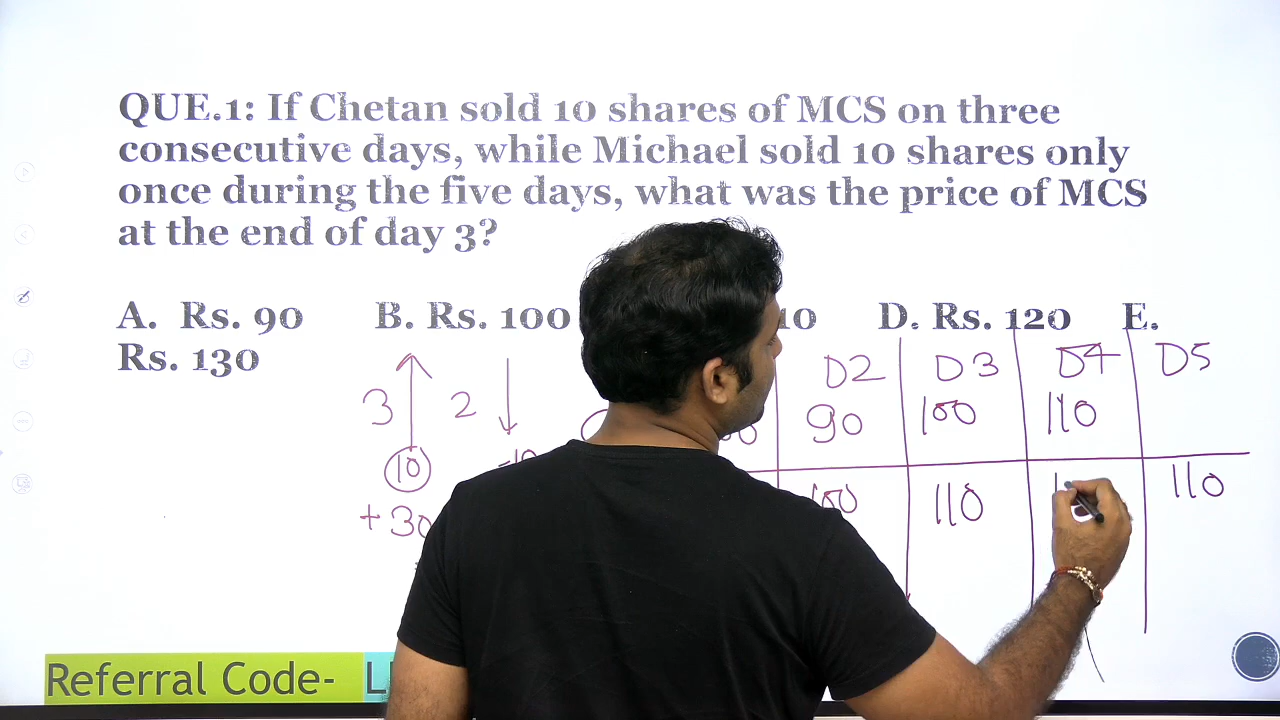 QUE.1: If Chetan sold 10 shares of MCS on three
consecutive days, while Michael sold 10 shares only
once during the five days, what was the price of MCS
at the end of day 3?
A. Rs. 90 B. Rs. 100 10 D. Rs. 120 E.
Rs. 130
D2 D3 D4 D5
3 2 90 100 110
10 -10 100 110 110
+30
Referral Code- L